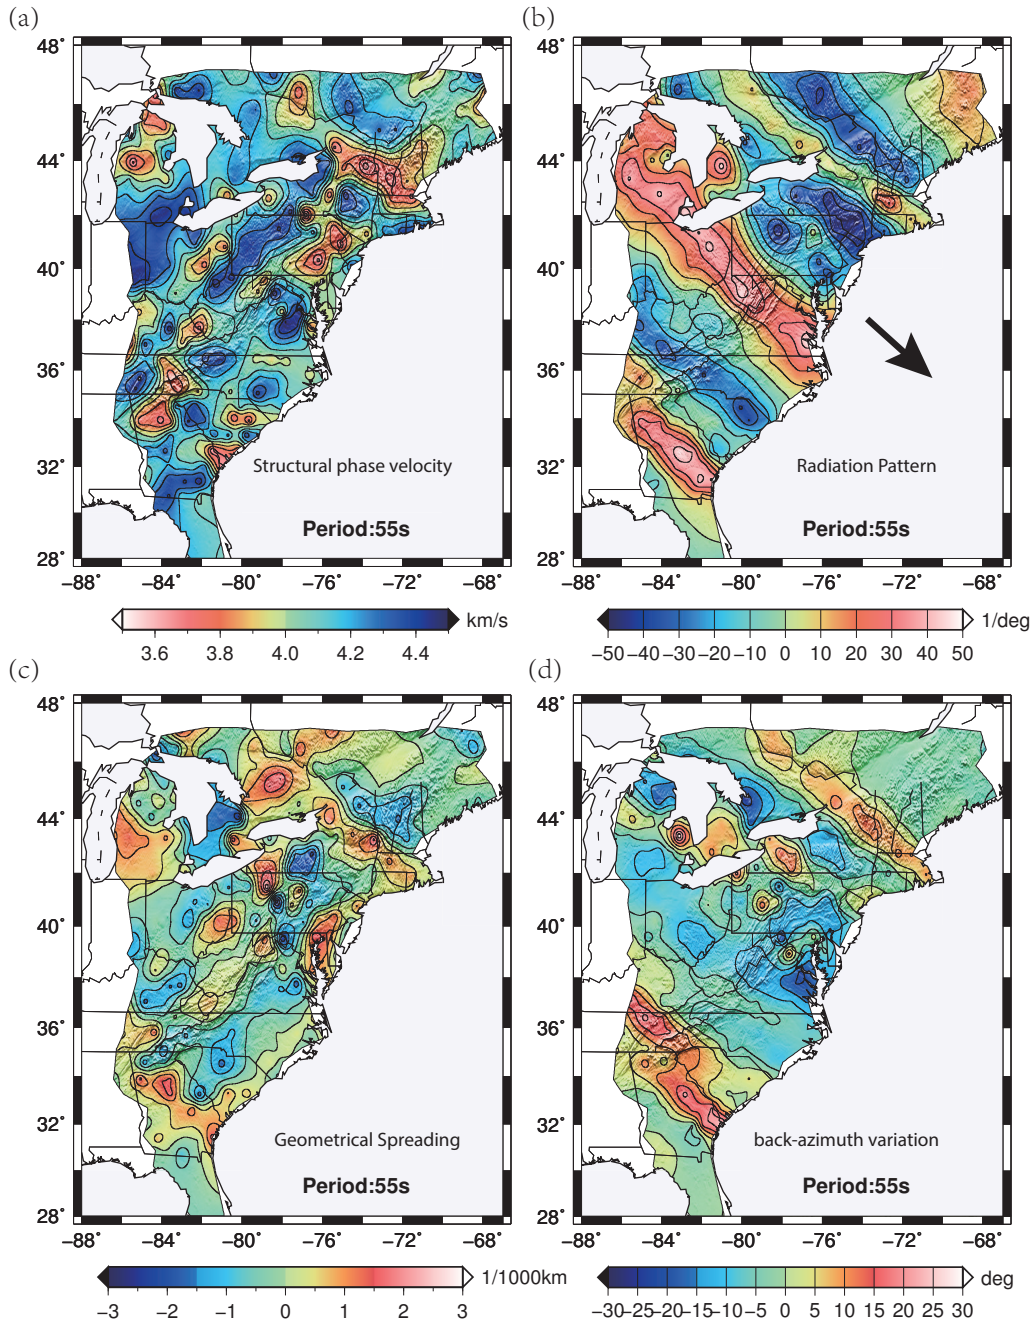 (a)
(b)
48°
44°
40°
36°
32°
28°
−88° −84° −80° −76° −72° −68°
Structural phase velocity
Period:55s
3.6 3.8 4.0 4.2 4.4
km/s
48°
44°
40°
36°
32°
28°
−88° −84° −80° −76° −72° −68°
Radiation Pattern
Period:55s
−50 −40 −30 −20 −10 0 10 20 30 40 50
1/deg
(c)
(d)
48°
44°
40°
36°
32°
28°
−88° −84° −80° −76° −72° −68°
Geometrical Spreading
Period:55s
−3 −2 −1 0 1 2 3
1/1000km
48°
44°
40°
36°
32°
28°
−88° −84° −80° −76° −72° −68°
back-azimuth variation
Period:55s
−30 −25 −20 −15 −10 −5 0 5 10 15 20 25 30
deg